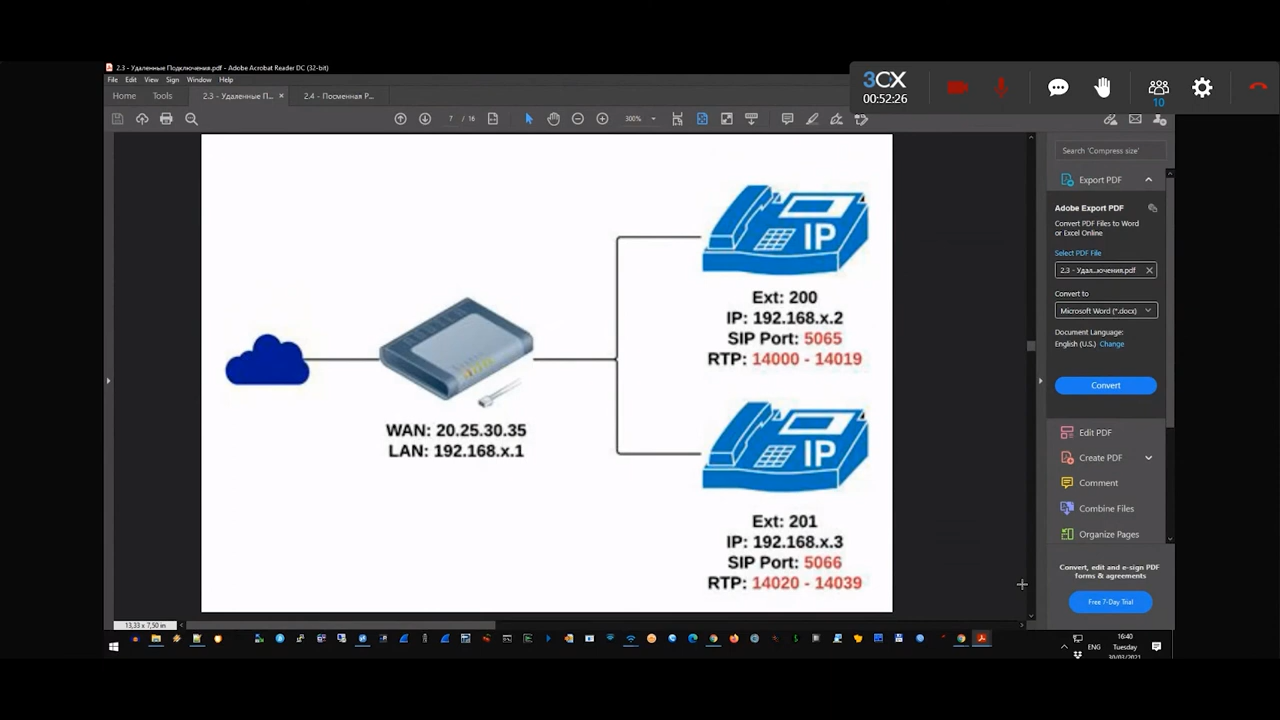 2.3 - Удаленные Подключения.pdf - Adobe Acrobat Reader DC (32-bit)
File Edit View Sign Window Help
Home Tools 2.3 - Удаленные П... × 2.4 - Посменная Р...
3CX
00:52:26
10
7 / 16
300%
Search 'Compress size'
Export PDF
Adobe Export PDF
Convert PDF Files to Word
or Excel Online
Select PDF File
2.3 - Удал...ючения.pdf ×
Convert to
Microsoft Word (*.docx)
Document Language:
English (U.S.) Change
Convert
Edit PDF
Create PDF
Comment
Combine Files
Organize Pages
Convert, edit and e-sign PDF
forms & agreements
Free 7-Day Trial
IP
Ext: 200
IP: 192.168.x.2
SIP Port: 5065
RTP: 14000 - 14019
WAN: 20.25.30.35
LAN: 192.168.x.1
IP
Ext: 201
IP: 192.168.x.3
SIP Port: 5066
RTP: 14020 - 14039
13,33 x 7,50 in
ENG
16:40
Tuesday
30/03/2021